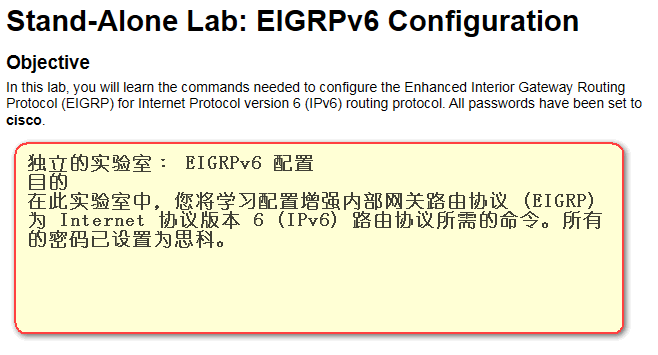 Stand-Alone Lab: EIGRPv6 Configuration
Objective
In this lab, you will learn the commands needed to configure the Enhanced Interior Gateway Routing
Protocol (EIGRP) for Internet Protocol version 6 (IPv6) routing protocol. All passwords have been set to
cisco.
独立的实验室： EIGRPv6 配置
目的
在此实验室中，您将学习配置增强内部网关路由协议 (EIGRP)
为 Internet 协议版本 6 (IPv6) 路由协议所需的命令。所有
的密码已设置为思科。